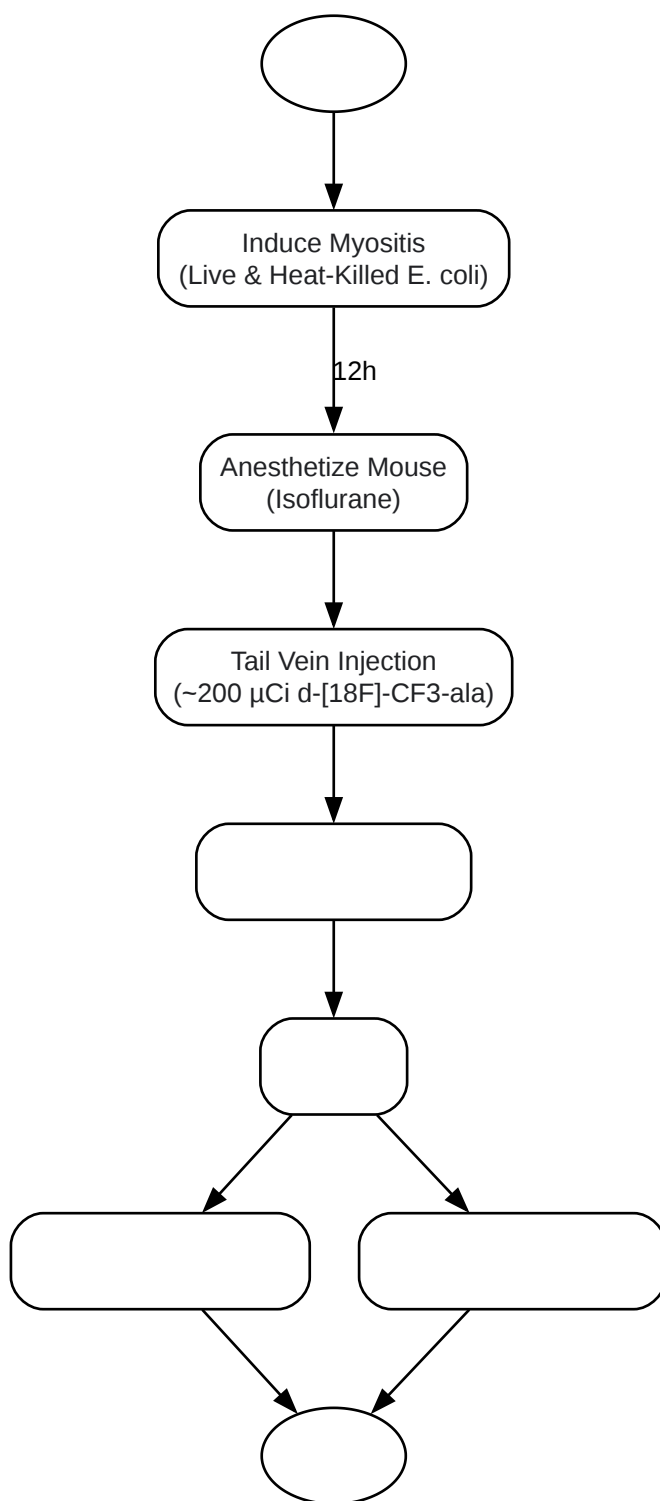 Induce Myositis
(Live & Heat-Killed E. coli)
12h
Anesthetize Mouse
(Isoflurane)
Tail Vein Injection
(~200 µCi d-[18F]-CF3-ala)